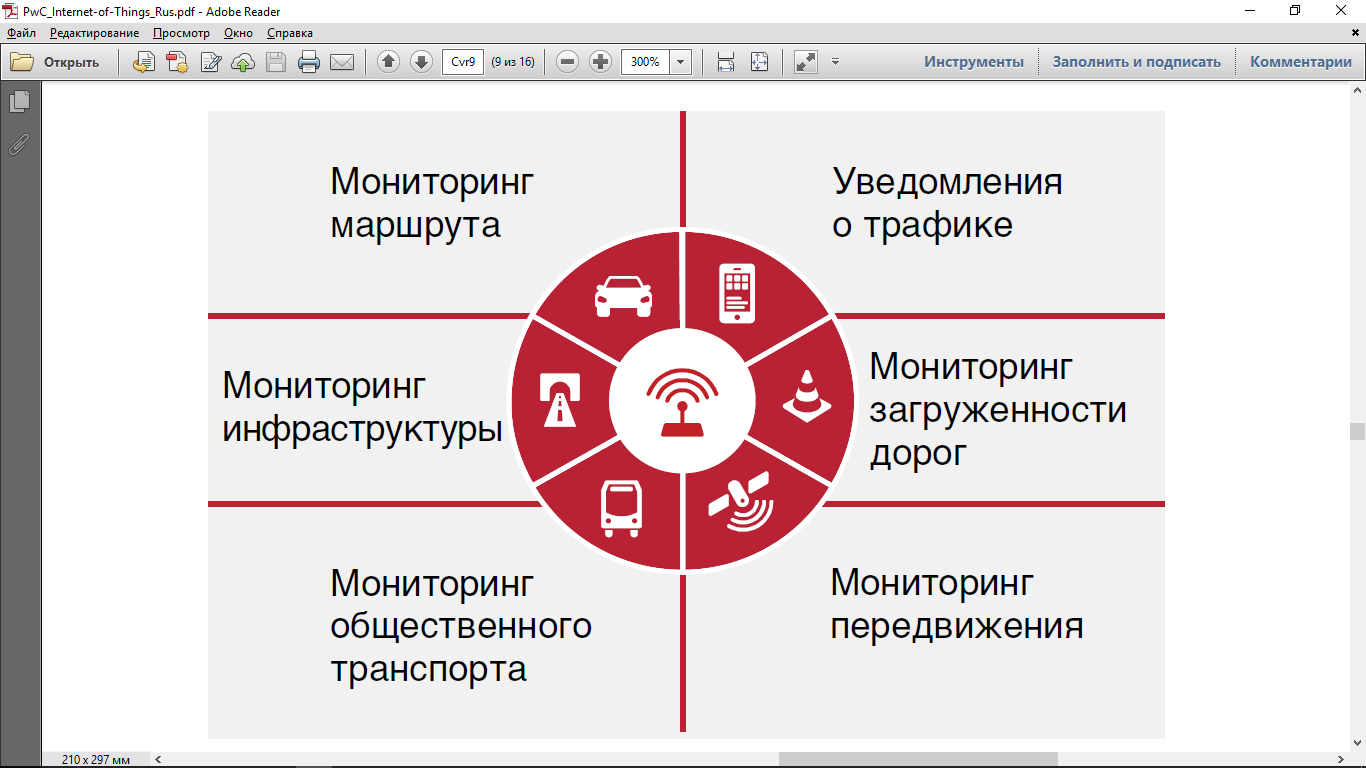 PwC_Internet-of-Things_Rus.pdf - Adobe Reader
Файл Редактирование Просмотр Окно Справка
Открыть Cvr9 (9 из 16) 300% Инструменты Заполнить и подписать Комментарии
Мониторинг
маршрута
Уведомления
о трафике
Мониторинг
инфраструктуры
Мониторинг
загруженности
дорог
Мониторинг
общественного
транспорта
Мониторинг
передвижения
210 x 297 мм